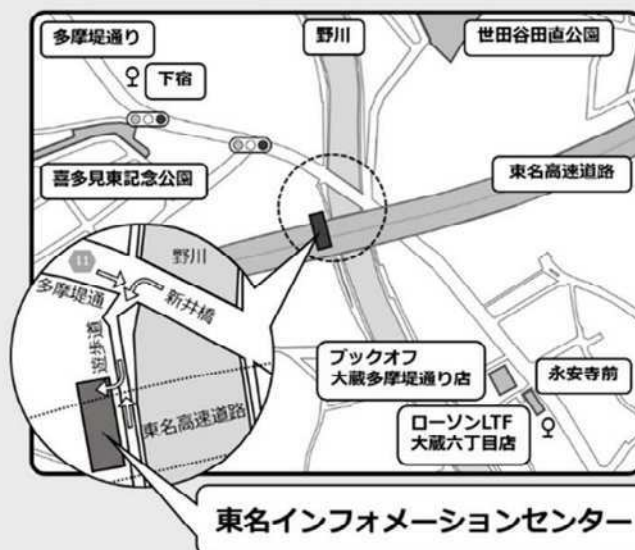 多摩堤通り
野川
世田谷田直公園
下宿
喜多見東記念公園
東名高速道路
11
野川
多摩堤通
新井橋
遊歩道
東名高速道路
ブックオフ
大蔵多摩堤通り店
永安寺前
ローソンLTF
大蔵六丁目店
東名インフォメーションセンター